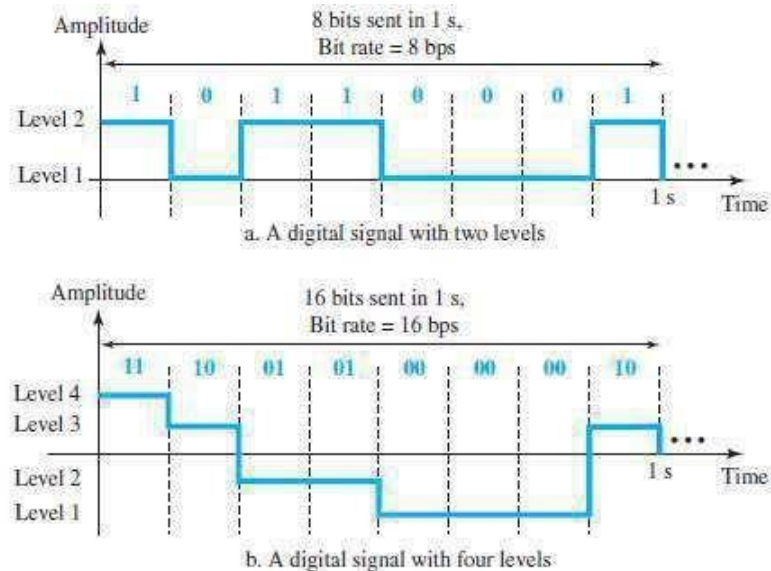 Amplitude
8 bits sent in 1 s,
Bit rate = 8 bps
1 0 1 1 0 0 0 1
Level 2
Level 1
...
1 s
Time
a. A digital signal with two levels
Amplitude
16 bits sent in 1 s,
Bit rate = 16 bps
11 10 01 01 00 00 00 10
Level 4
Level 3
...
Level 2
1 s
Time
Level 1
b. A digital signal with four levels